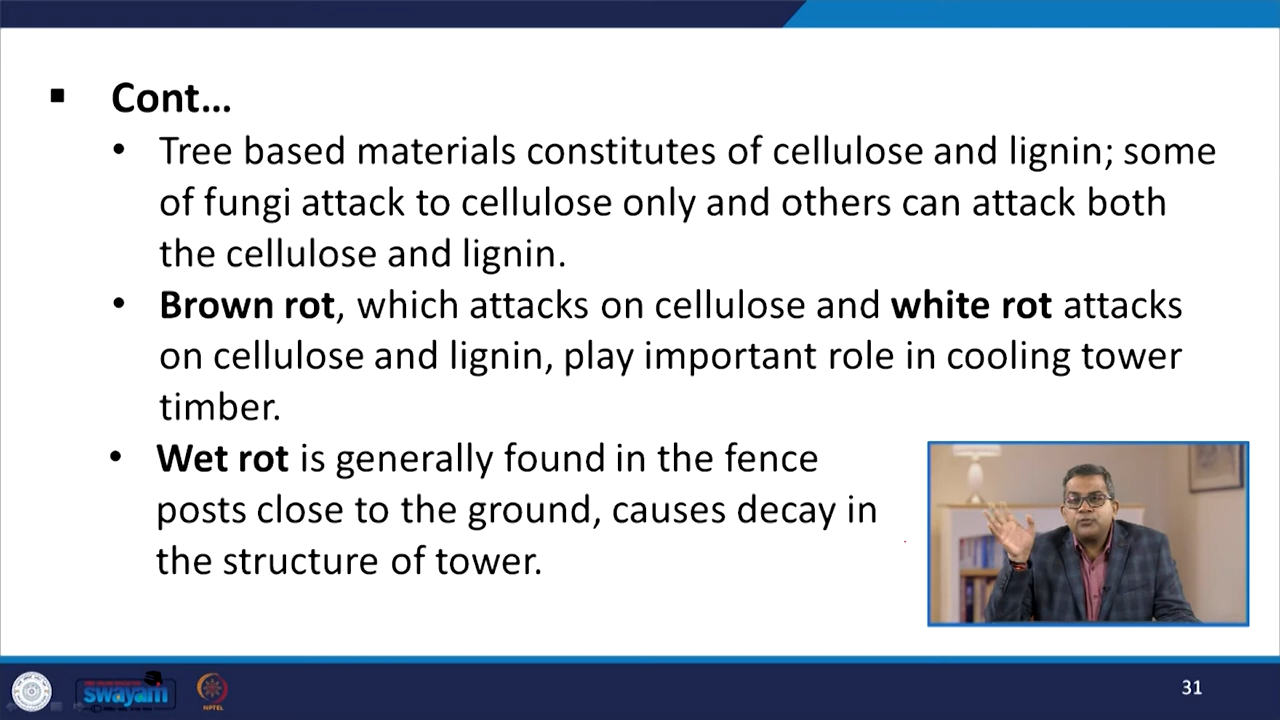 Cont...
Tree based materials constitutes of cellulose and lignin; some
of fungi attack to cellulose only and others can attack both
the cellulose and lignin.
Brown rot, which attacks on cellulose and white rot attacks
on cellulose and lignin, play important role in cooling tower
timber.
Wet rot is generally found in the fence
posts close to the ground, causes decay in
the structure of tower.
swayam
NPTEL
31